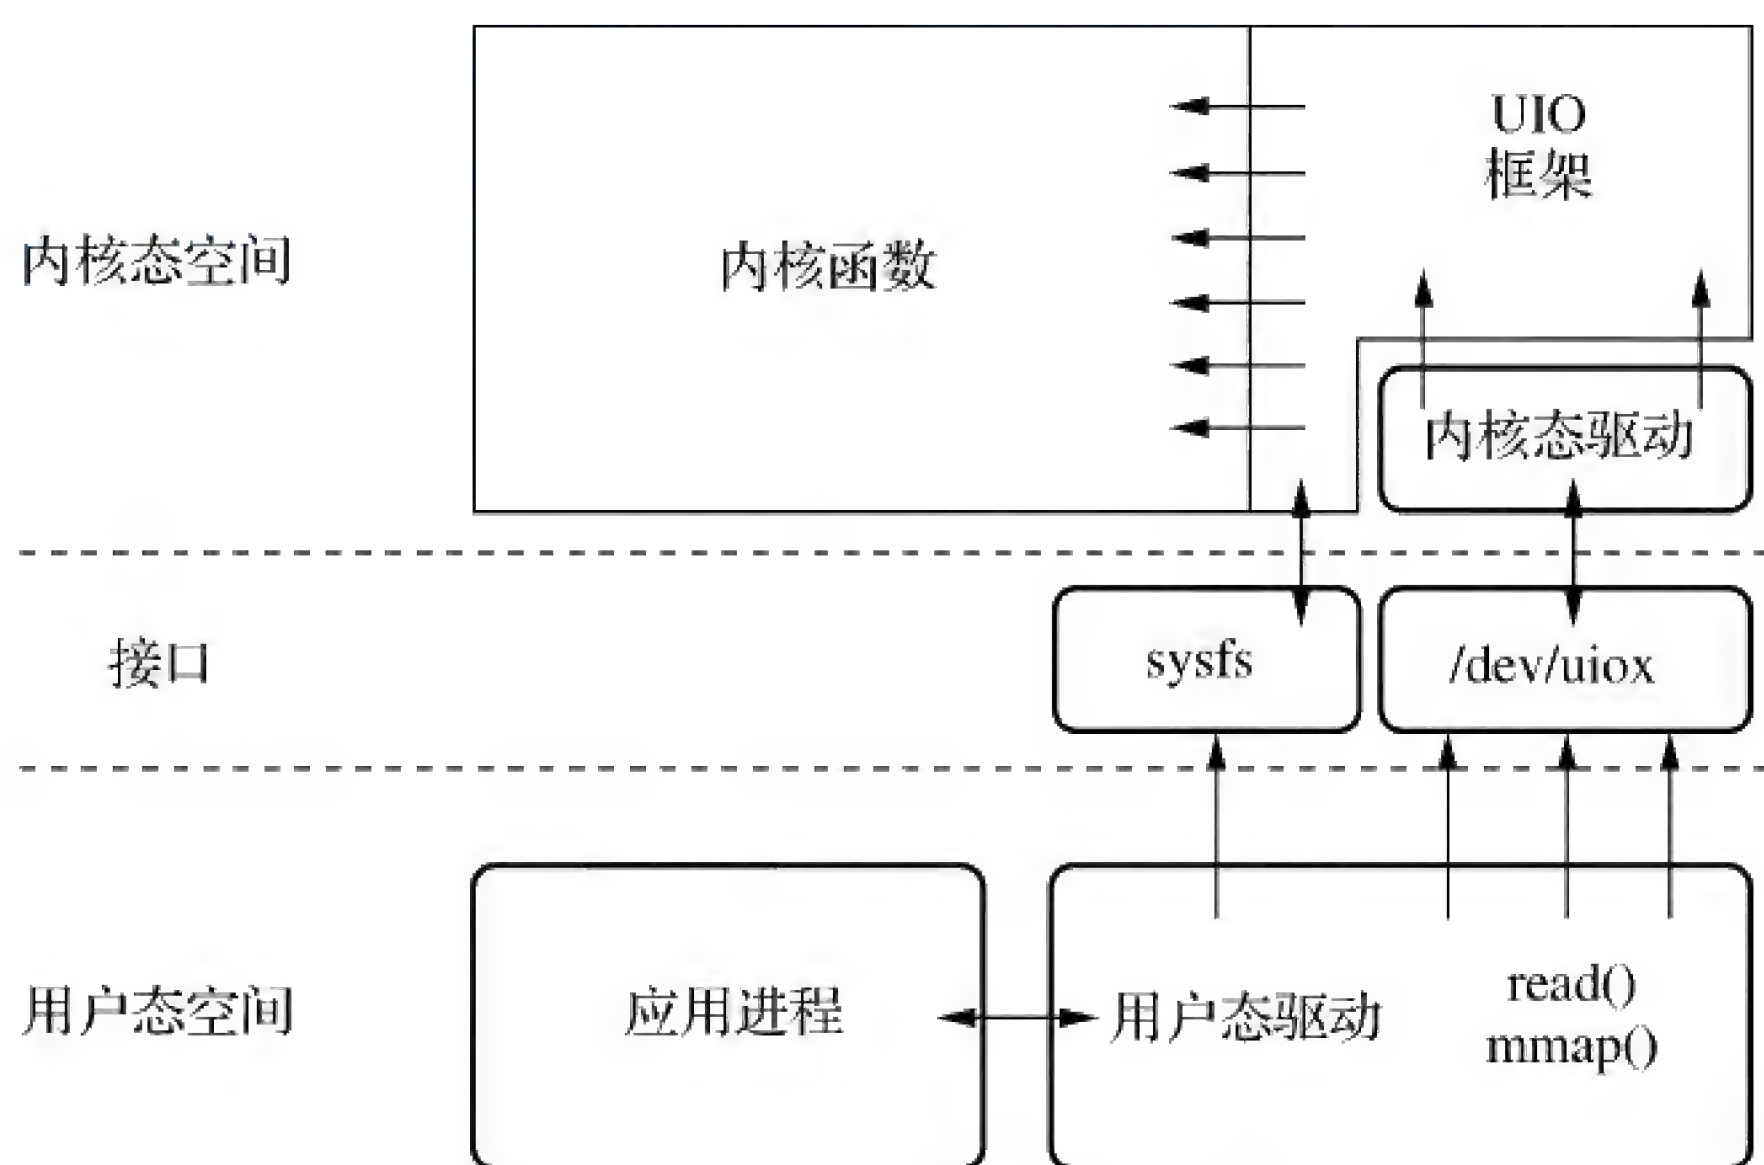 UIO
框架
内核态空间
内核函数
内核态驱动
接口
sysfs
/dev/uiox
用户态空间
应用进程
用户态驱动
read()
mmap()